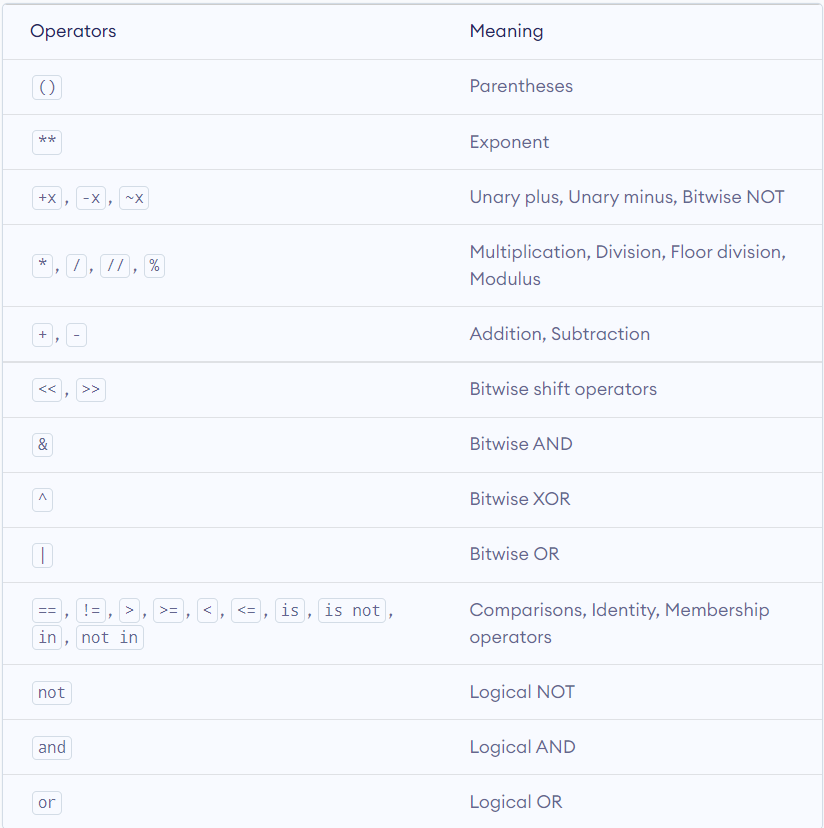 Operators Meaning
() Parentheses
** Exponent
+x, -x, ~x Unary plus, Unary minus, Bitwise NOT
*, /, //, % Multiplication, Division, Floor division,
Modulus
+, - Addition, Subtraction
<<, >> Bitwise shift operators
& Bitwise AND
^ Bitwise XOR
| Bitwise OR
==, !=, >, >=, <, <=, is, is not, Comparisons, Identity, Membership
in, not in operators
not Logical NOT
and Logical AND
or Logical OR